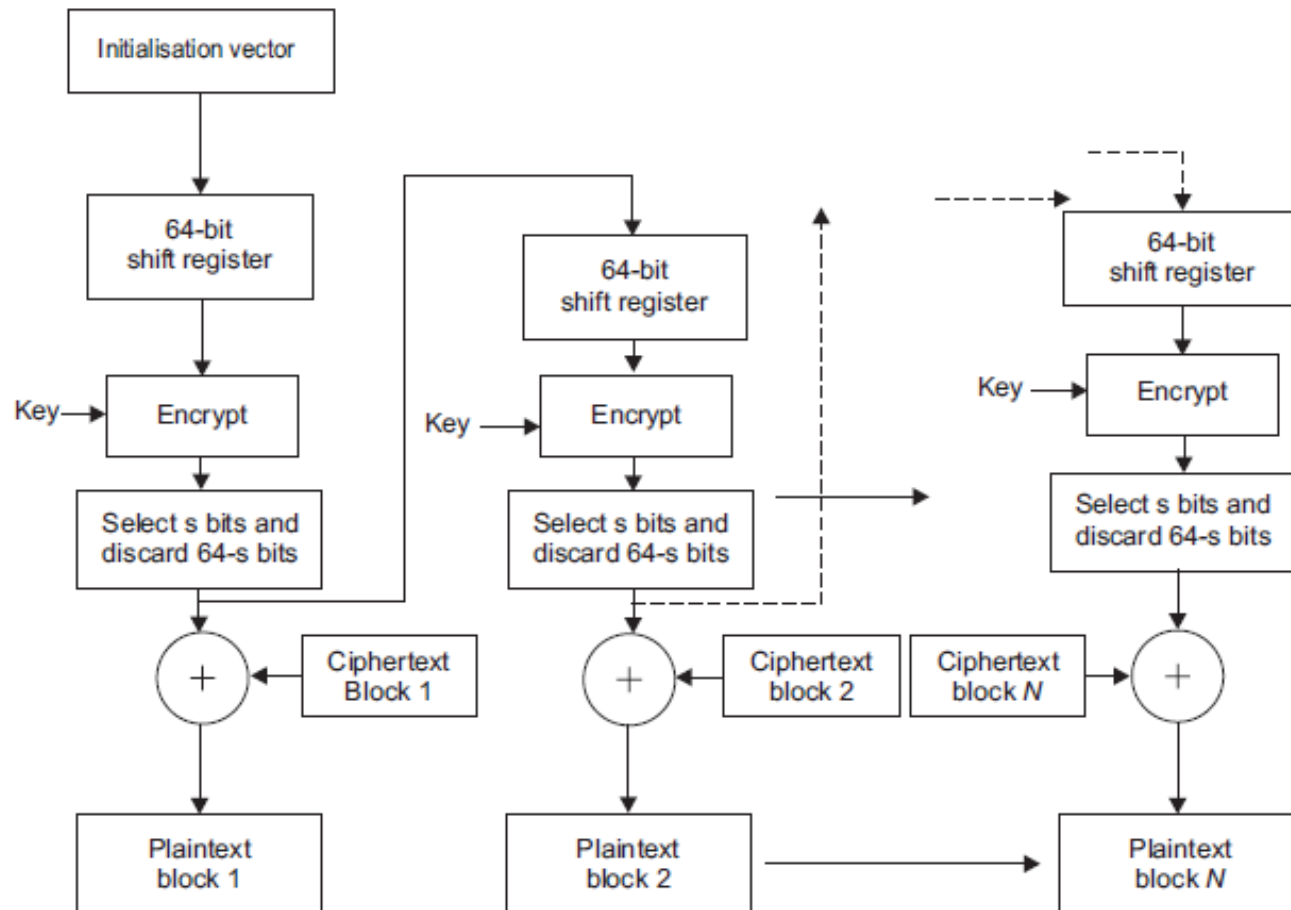 Initialisation vector
64-bit
shift register
Key
Encrypt
Select s bits and
discard 64-s bits
+
Ciphertext
Block 1
Plaintext
block 1
64-bit
shift register
Key
Encrypt
Select s bits and
discard 64-s bits
+
Ciphertext
block 2
Plaintext
block 2
64-bit
shift register
Key
Encrypt
Select s bits and
discard 64-s bits
Ciphertext
block N
+
Plaintext
block N